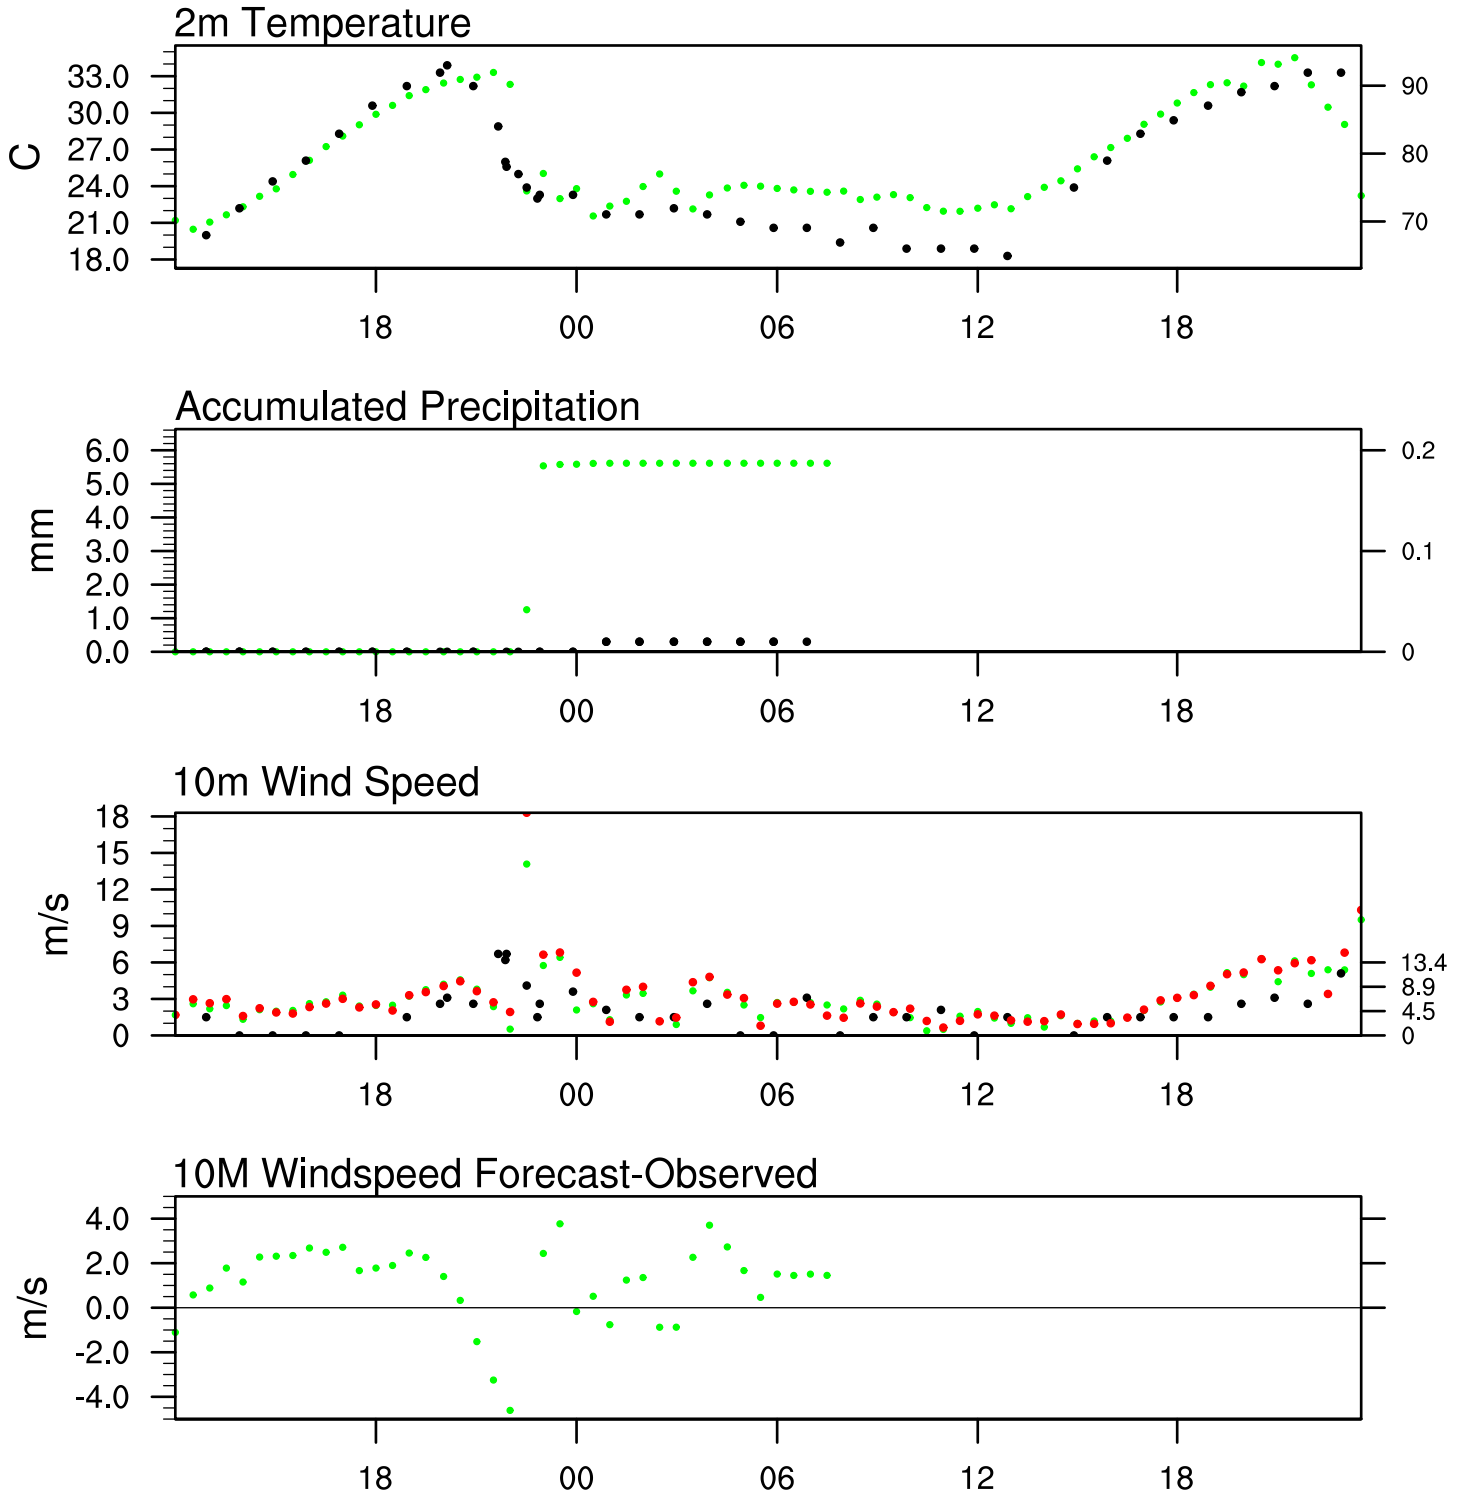 2m Temperature
C
33.0
30.0
27.0
24.0
21.0
18.0
90
80
70
18 00 06 12 18
Accumulated Precipitation
mm
6.0
5.0
4.0
3.0
2.0
1.0
0.0
0.2
0.1
0
18 00 06 12 18
10m Wind Speed
m/s
18
15
12
9
6
3
0
13.4
8.9
4.5
0
18 00 06 12 18
10M Windspeed Forecast-Observed
m/s
4.0
2.0
0.0
-2.0
-4.0
18 00 06 12 18